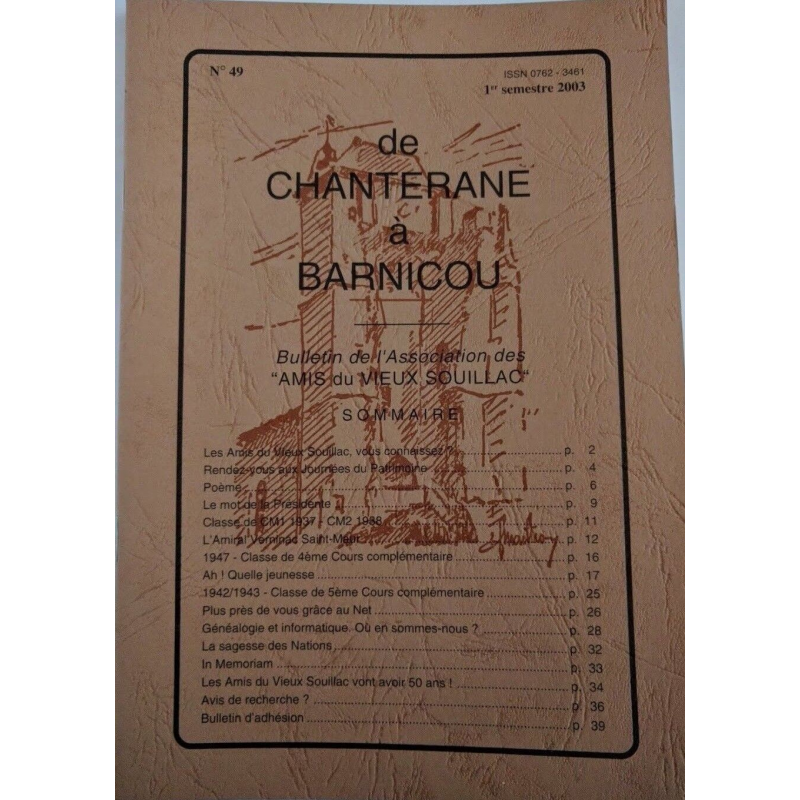 N° 49
ISSN 0762 - 3461
1er semestre 2003
de
CHANTERANE
à
BARNICOU
Bulletin de l'Association des
"AMIS du VIEUX SOUILLAC"
SOMMAIRE
Les Amis du Vieux Souillac, vous connaissez ? p. 2
Rendez-vous aux Journées du Patrimoine p. 4
Poème p. 6
Le mot de la Présidente p. 9
Classe de CM1 1937 / CM2 1938 p. 11
L'Amiral Verninac Saint-Maur p. 12
1947 - Classe de 4ème Cours complémentaire p. 16
Ah ! Quelle jeunesse p. 17
1942/1943 - Classe de 5ème Cours complémentaire p. 25
Plus près de vous grâce au Net p. 26
Généalogie et informatique. Où en sommes-nous ? p. 28
La sagesse des Nations p. 32
In Memoriam p. 33
Les Amis du Vieux Souillac vont avoir 50 ans ! p. 34
Avis de recherche ? p. 36
Bulletin d'adhésion p. 39